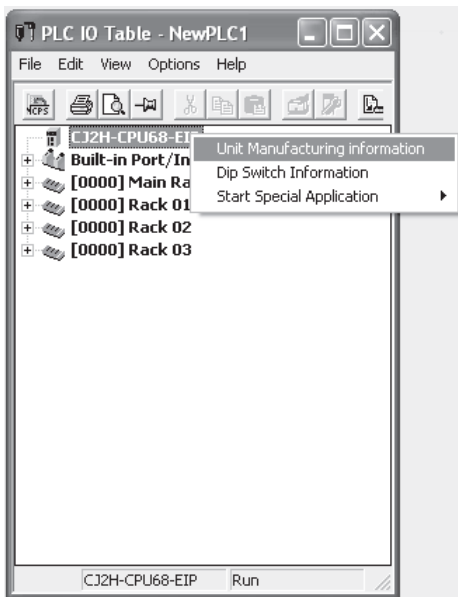 PLC IO Table - NewPLC1
File Edit View Options Help
NCPS
CJ2H-CPU68-EIP
Unit Manufacturing information
Built-in Port/In
Dip Switch Information
[0000] Main Ra
Start Special Application
[0000] Rack 01
[0000] Rack 02
[0000] Rack 03
CJ2H-CPU68-EIP Run